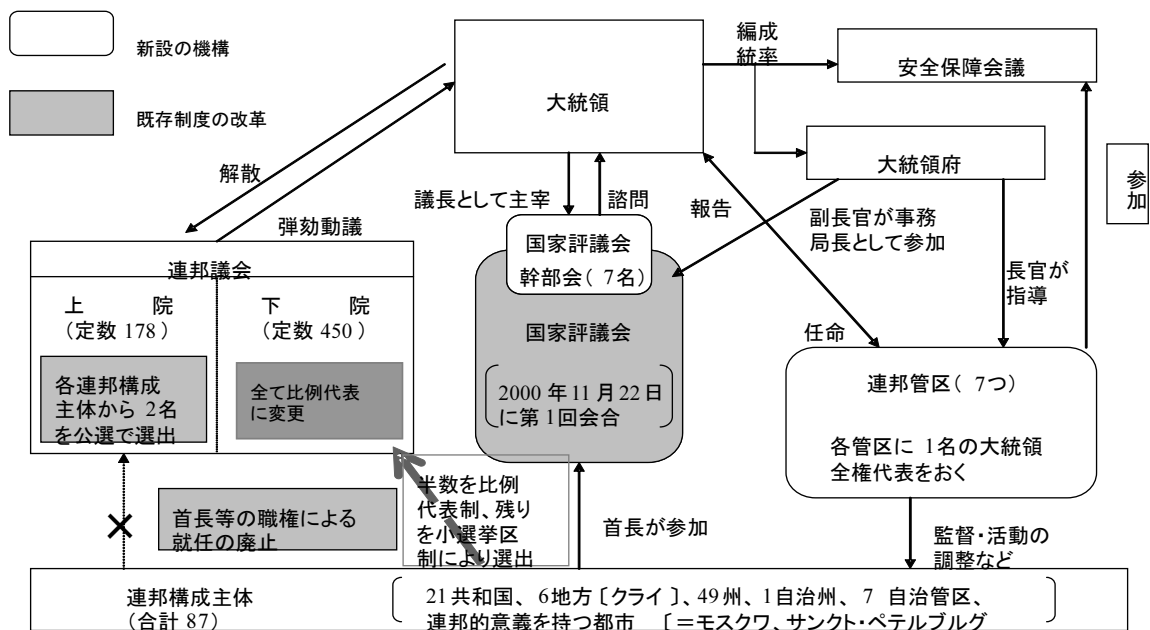 新設の機構
既存制度の改革
大統領
編成
統率
安全保障会議
大統領府
参
加
解散
弾劾動議
議長として主宰
諮問
報告
副長官が事務
局長として参加
長官が
指導
任命
国家評議会
幹部会(7名)
国家評議会
2000年11月22日
に第1回会合
連邦議会
上 院
(定数 178)
下 院
(定数 450)
各連邦構成
主体から 2名
を公選で選出
全て比例代表
に変更
連邦管区(7つ)
各管区に 1名の大統領
全権代表をおく
首長等の職権による
就任の廃止
半数を比例
代表制、残り
を小選挙区
制により選出
首長が参加
監督・活動の
調整など
連邦構成主体
(合計 87)
21共和国、6地方〔クライ〕、49州、1自治州、7 自治管区、
連邦的意義を持つ都市 〔=モスクワ、サンクト・ペテルブルグ